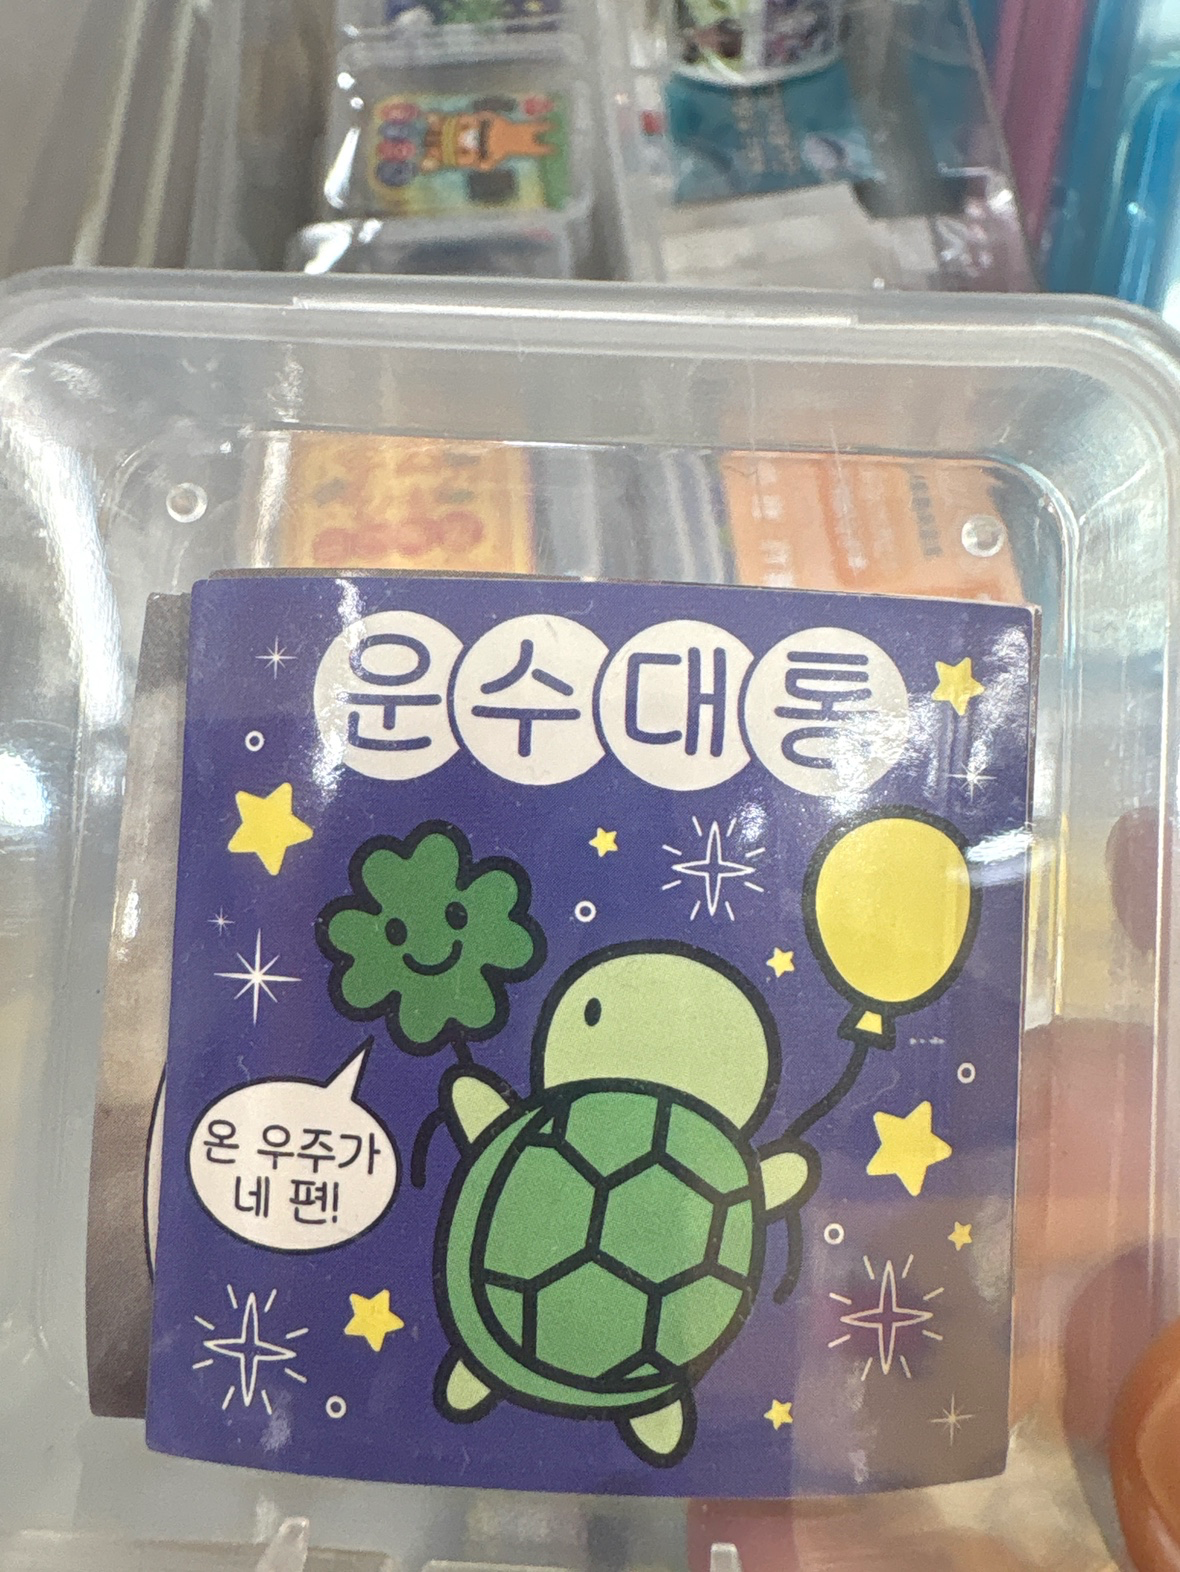 운수대통
온 우주가
네 편!